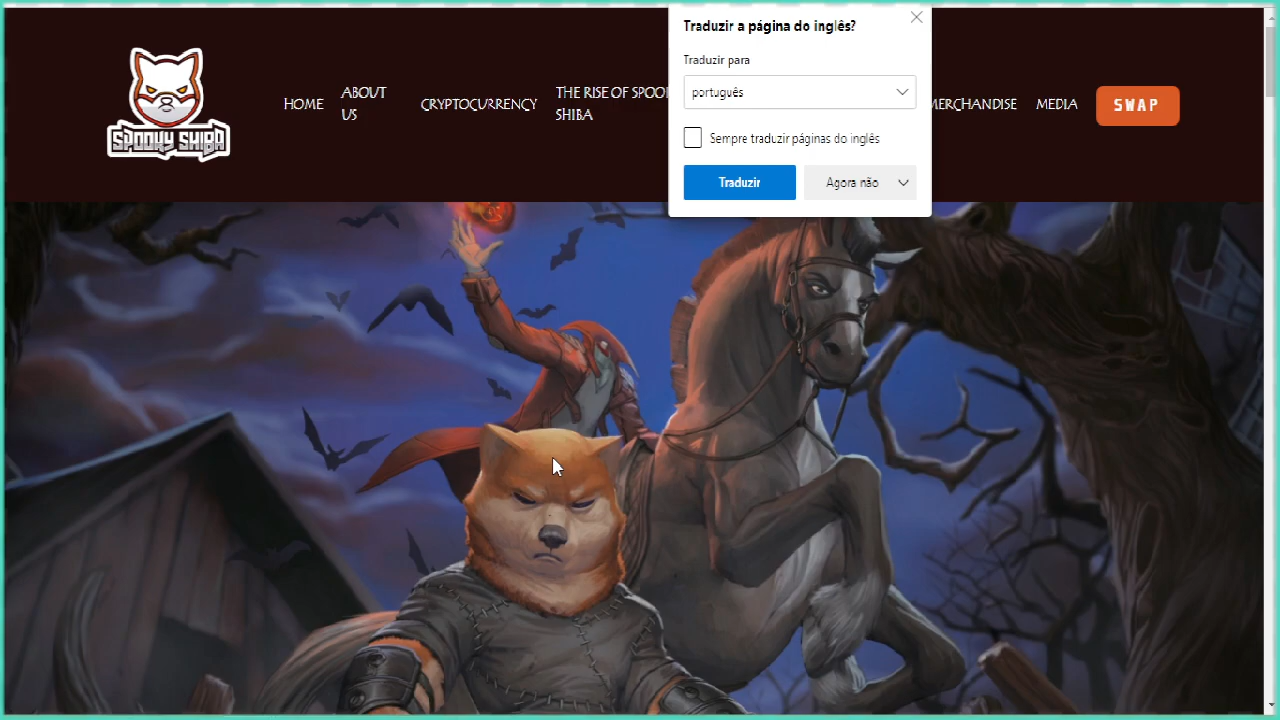 SPOOKY SHIBA
HOME
ABOUT
US
CRYPTOCURRENCY
THE RISE OF
SHIBA
MERCHANDISE
MEDIA
SWAP
Traduzir a página do inglês?
Traduzir para
português
Sempre traduzir páginas do inglês
Traduzir
Agora não